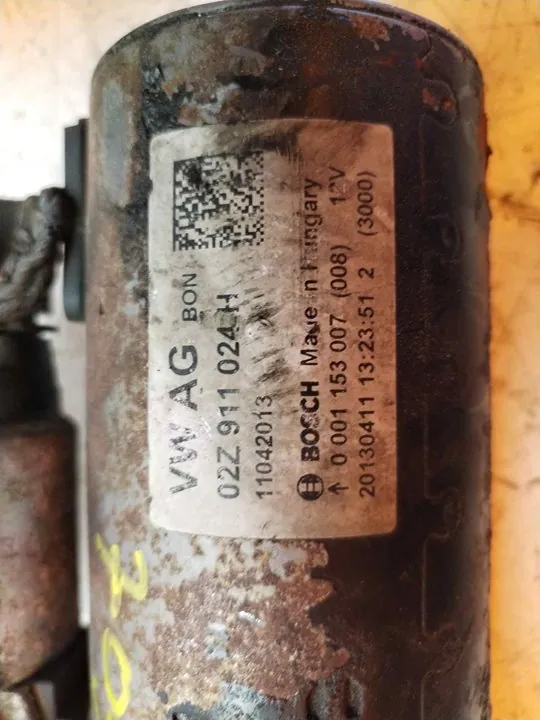 VW AG BON
02Z 911 024 H
11042013
BOSCH Made in Hungary 12V
↑ 0 001 153 007 (008) (3000)
20130411 13:23:51 2